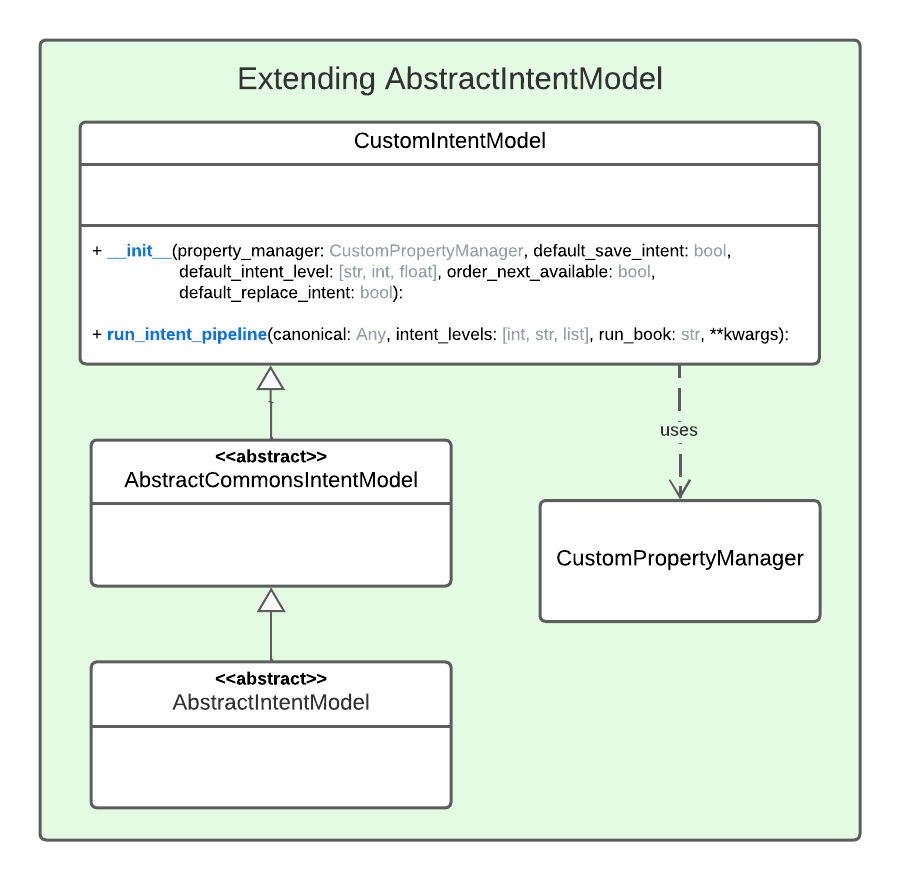 Extending AbstractIntentModel
CustomIntentModel
+ __init__(property_manager: CustomPropertyManager, default_save_intent: bool,
default_intent_level: [str, int, float], order_next_available: bool,
default_replace_intent: bool):
+ run_intent_pipeline(canonical: Any, intent_levels: [int, str, list], run_book: str, **kwargs):
uses
<<abstract>>
AbstractCommonsIntentModel
CustomPropertyManager
<<abstract>>
AbstractIntentModel